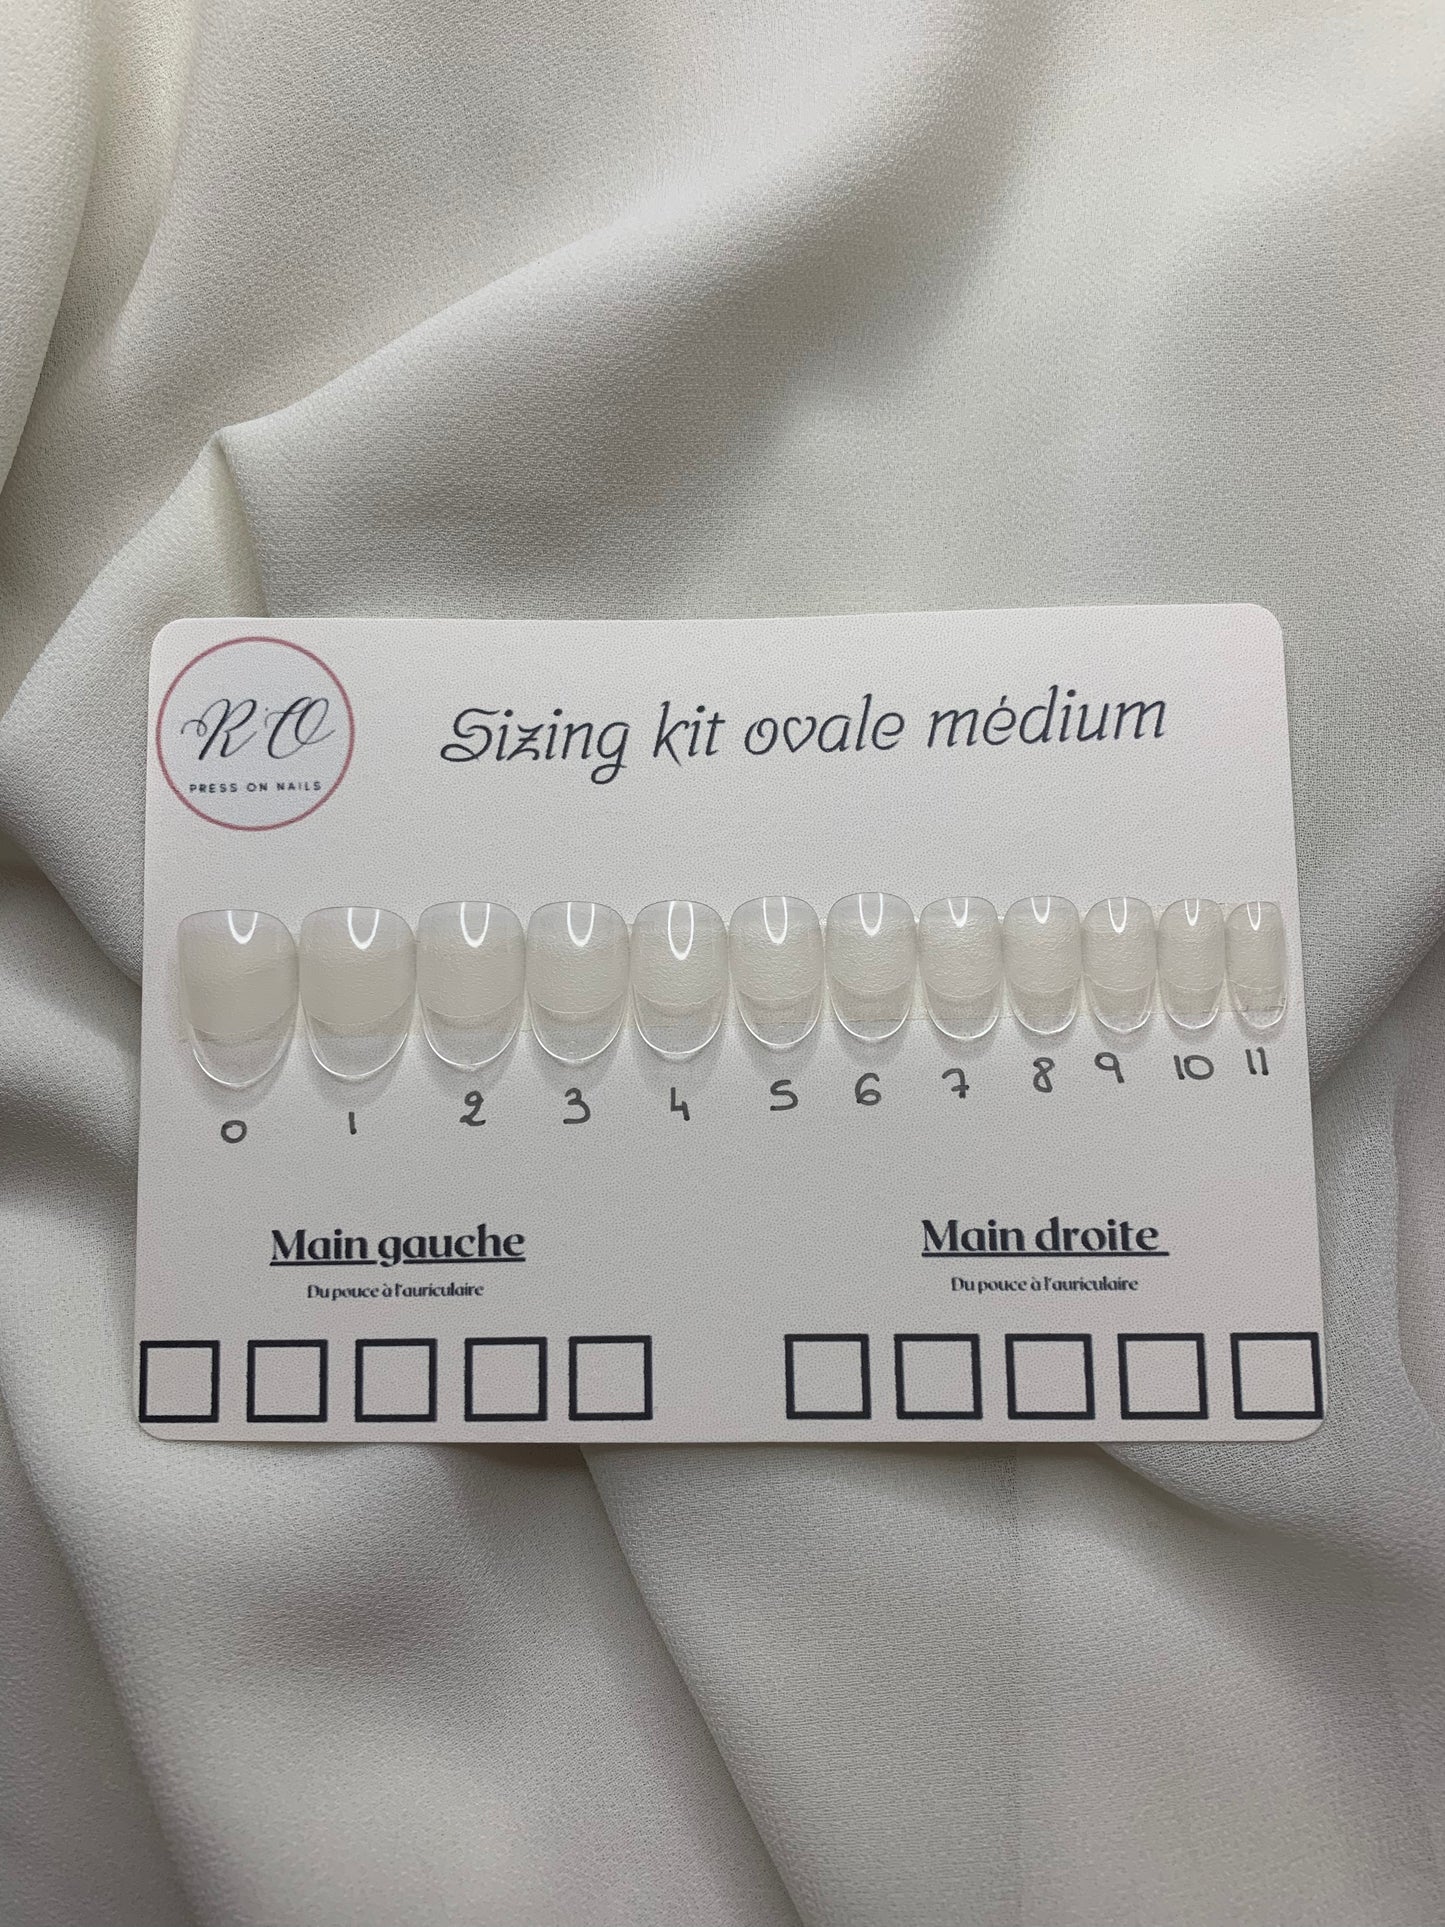 R'O
PRESS ON NAILS
Sizing kit ovale médium
0 1 2 3 4 5 6 7 8 9 10 11
Main gauche
Du pouce à l'auriculaire
Main droite
Du pouce à l'auriculaire